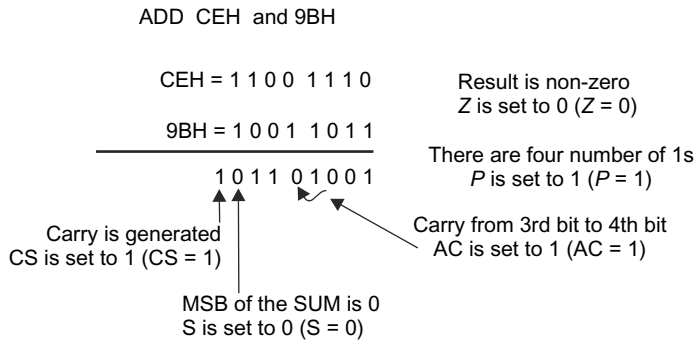 ADD CEH and 9BH
CEH = 1 1 0 0 1 1 1 0
9BH = 1 0 0 1 1 0 1 1
1 0 1 1 0 1 0 0 1
Result is non-zero
Z is set to 0 (Z = 0)
There are four number of 1s
P is set to 1 (P = 1)
Carry is generated
CS is set to 1 (CS = 1)
Carry from 3rd bit to 4th bit
AC is set to 1 (AC = 1)
MSB of the SUM is 0
S is set to 0 (S = 0)